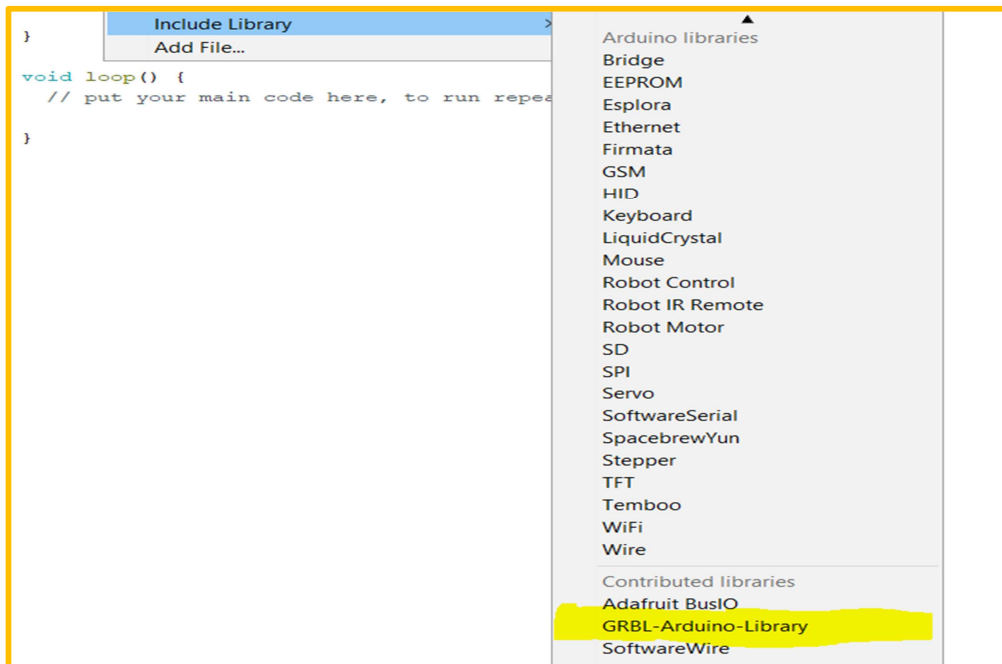 Include Library >
}
Add File...
void loop() {
// put your main code here, to run repea
}
Arduino libraries
Bridge
EEPROM
Esplora
Ethernet
Firmata
GSM
HID
Keyboard
LiquidCrystal
Mouse
Robot Control
Robot IR Remote
Robot Motor
SD
SPI
Servo
SoftwareSerial
SpacebrewYun
Stepper
TFT
Temboo
WiFi
Wire
Contributed libraries
Adafruit BusIO
GRBL-Arduino-Library
SoftwareWire